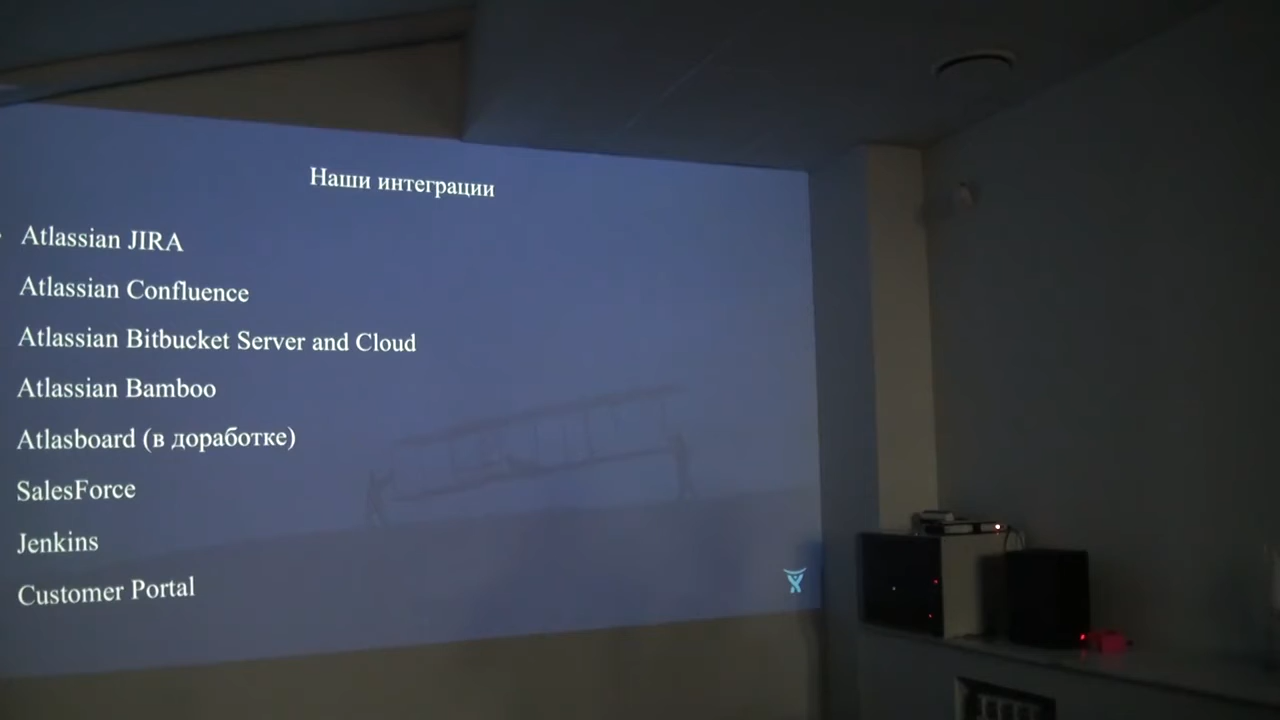 Наши интеграции
Atlassian JIRA
Atlassian Confluence
Atlassian Bitbucket Server and Cloud
Atlassian Bamboo
Atlasboard (в доработке)
SalesForce
Jenkins
Customer Portal